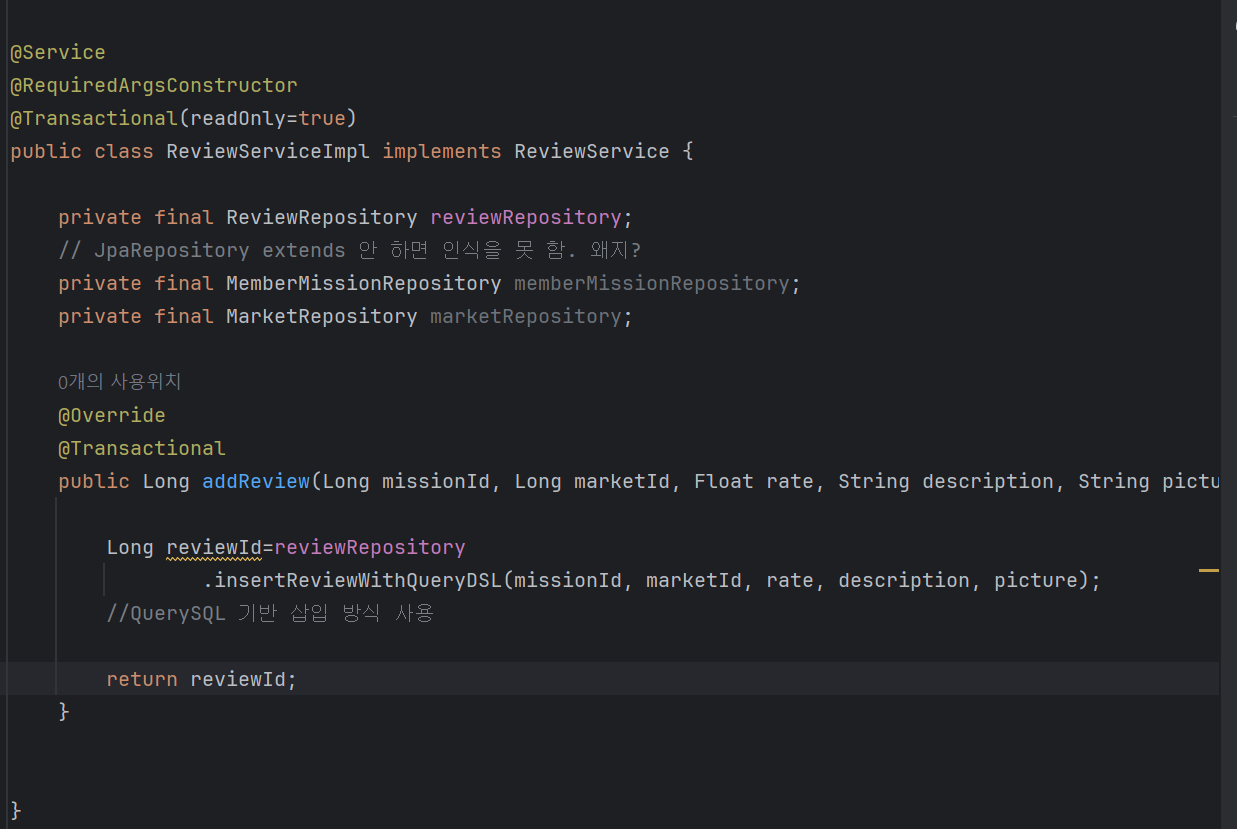 @Service
@RequiredArgsConstructor
@Transactional(readOnly=true)
public class ReviewServiceImpl implements ReviewService {
private final ReviewRepository reviewRepository;
// JpaRepository extends 안 하면 인식을 못 함. 왜지?
private final MemberMissionRepository memberMissionRepository;
private final MarketRepository marketRepository;
0개의 사용위치
@Override
@Transactional
public Long addReview(Long missionId, Long marketId, Float rate, String description, String pictu
Long reviewId=reviewRepository
.insertReviewWithQueryDSL(missionId, marketId, rate, description, picture);
//QuerySQL 기반 삽입 방식 사용
return reviewId;
}
}